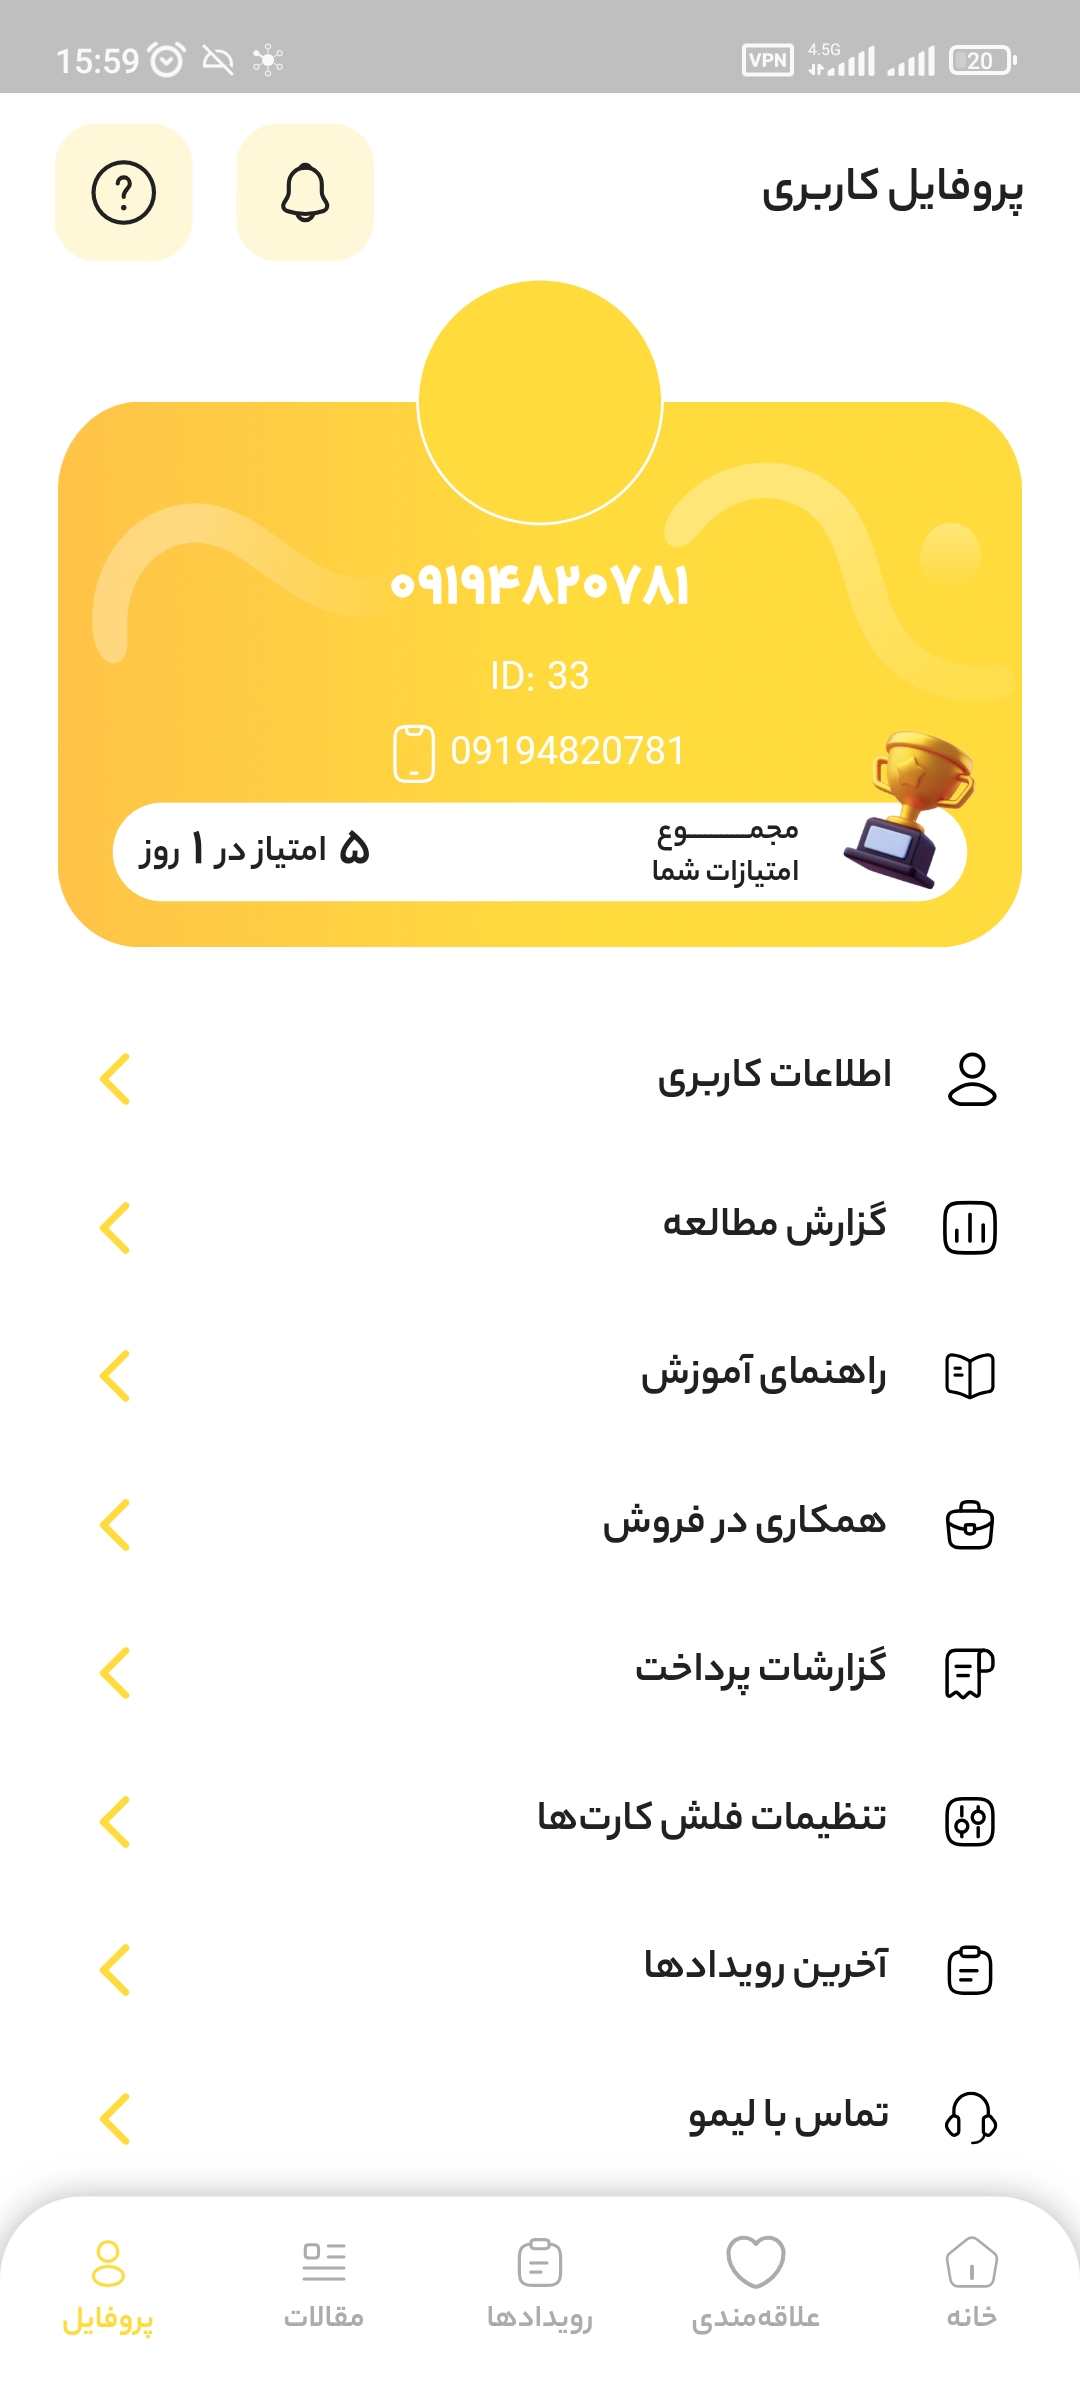 15:59
VPN 4.5G 20
پروفایل کاربری
۰۹۱۹۴۸۲۰۷۸۱
ID: 33
09194820781
مجمـــــــوع
امتیازات شما
۵ امتیاز در ۱ روز
اطلاعات کاربری
گزارش مطالعه
راهنمای آموزش
همکاری در فروش
گزارشات پرداخت
تنظیمات فلش کارت‌ها
آخرین رویدادها
تماس با لیمو
خانه
علاقه‌مندی
رویدادها
مقالات
پروفایل